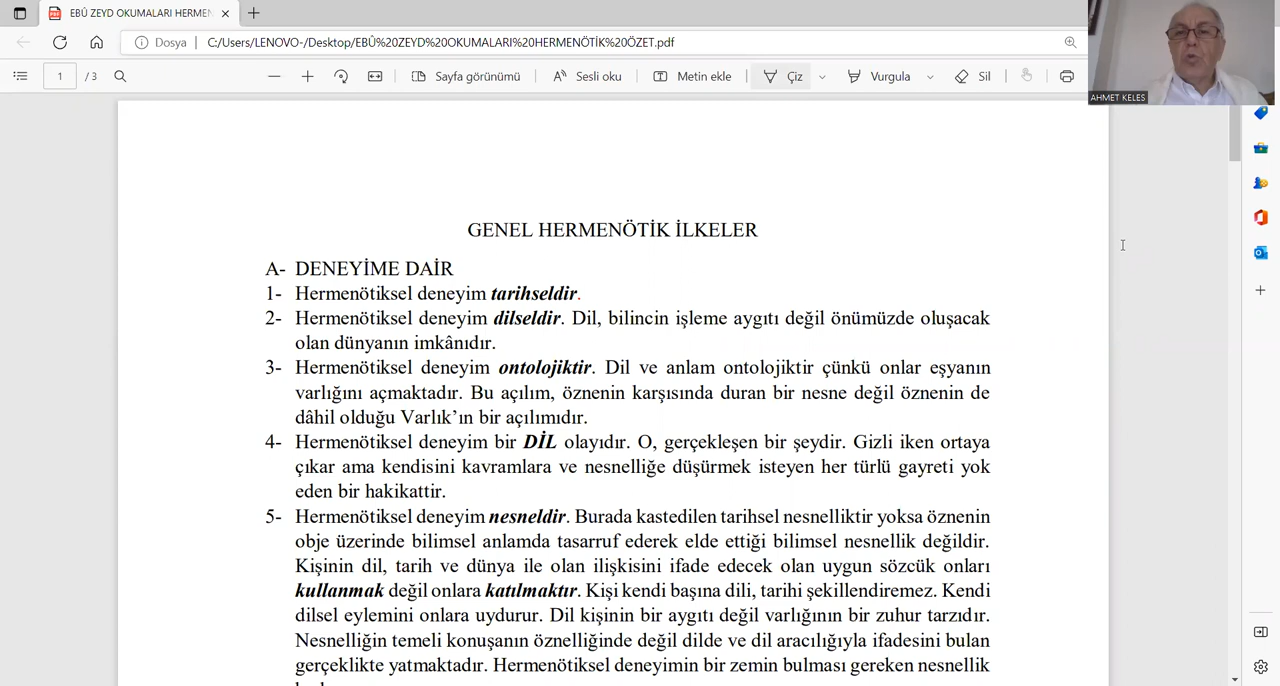 EBÛ ZEYD OKUMALARI HERMEN
Dosya | C:/Users/LENOVO-/Desktop/EBÛ%20ZEYD%20OKUMALARI%20HERMENÖTİK%20ÖZET.pdf
1 / 3 Sayfa görünümü Sesli oku Metin ekle Çiz Vurgula Sil
AHMET KELES
GENEL HERMENÖTİK İLKELER
A- DENEYİME DAİR
1- Hermenötiksel deneyim tarihseldir.
2- Hermenötiksel deneyim dilseldir. Dil, bilincin işleme aygıtı değil önümüzde oluşacak
olan dünyanın imkânıdır.
3- Hermenötiksel deneyim ontolojiktir. Dil ve anlam ontolojiktir çünkü onlar eşyanın
varlığını açmaktadır. Bu açılım, öznenin karşısında duran bir nesne değil öznenin de
dâhil olduğu Varlık’ın bir açılımıdır.
4- Hermenötiksel deneyim bir DİL olayıdır. O, gerçekleşen bir şeydir. Gizli iken ortaya
çıkar ama kendisini kavramlara ve nesnelliğe düşürmek isteyen her türlü gayreti yok
eden bir hakikattir.
5- Hermenötiksel deneyim nesneldir. Burada kastedilen tarihsel nesnelliktir yoksa öznenin
obje üzerinde bilimsel anlamda tasarruf ederek elde ettiği bilimsel nesnellik değildir.
Kişinin dil, tarih ve dünya ile olan ilişkisini ifade edecek olan uygun sözcük onları
kullanmak değil onlara katılmaktır. Kişi kendi başına dili, tarihi şekillendiremez. Kendi
dilsel eylemini onlara uydurur. Dil kişinin bir aygıtı değil varlığının bir zuhur tarzıdır.
Nesnelliğin temeli konuşanın öznelliğinde değil dilde ve dil aracılığıyla ifadesini bulan
gerçeklikte yatmaktadır. Hermenötiksel deneyimin bir zemin bulması gereken nesnellik